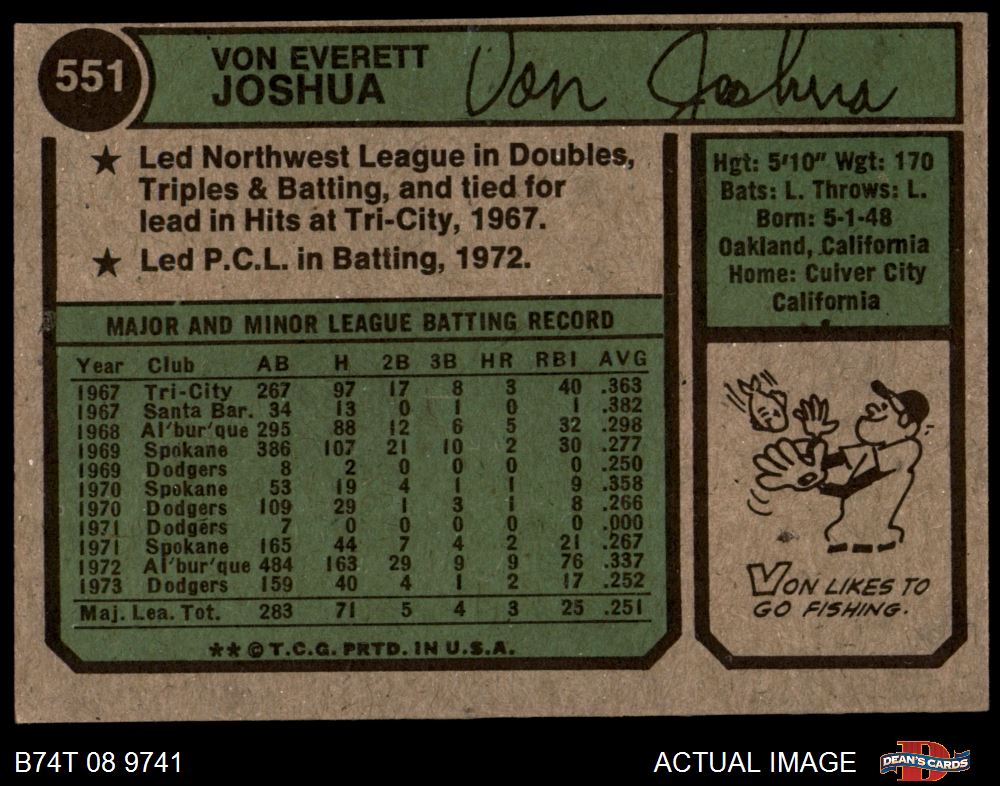 551
VON EVERETT
JOSHUA
Von Joshua
★ Led Northwest League in Doubles,
Triples & Batting, and tied for
lead in Hits at Tri-City, 1967.
★ Led P.C.L. in Batting, 1972.
Hgt: 5'10" Wgt: 170
Bats: L. Throws: L.
Born: 5-1-48
Oakland, California
Home: Culver City
California
MAJOR AND MINOR LEAGUE BATTING RECORD
Year Club AB H 2B 3B HR RBI AVG
1967 Tri-City 267 97 17 8 3 40 .363
1967 Santa Bar. 34 13 0 1 0 1 .382
1968 Al'bur'que 295 88 12 6 5 32 .298
1969 Spokane 386 107 21 10 2 30 .277
1969 Dodgers 8 2 0 0 0 0 .250
1970 Spokane 53 19 4 1 1 9 .358
1970 Dodgers 109 29 1 3 1 8 .266
1971 Dodgers 7 0 0 0 0 0 .000
1971 Spokane 165 44 7 4 2 21 .267
1972 Al'bur'que 484 163 29 9 9 76 .337
1973 Dodgers 159 40 4 1 2 17 .252
Maj. Lea. Tot. 283 71 5 4 3 25 .251
★★ © T.C.G. PRTD. IN U.S.A.
VON LIKES TO
GO FISHING.
B74T 08 9741
ACTUAL IMAGE
DEAN'S CARDS